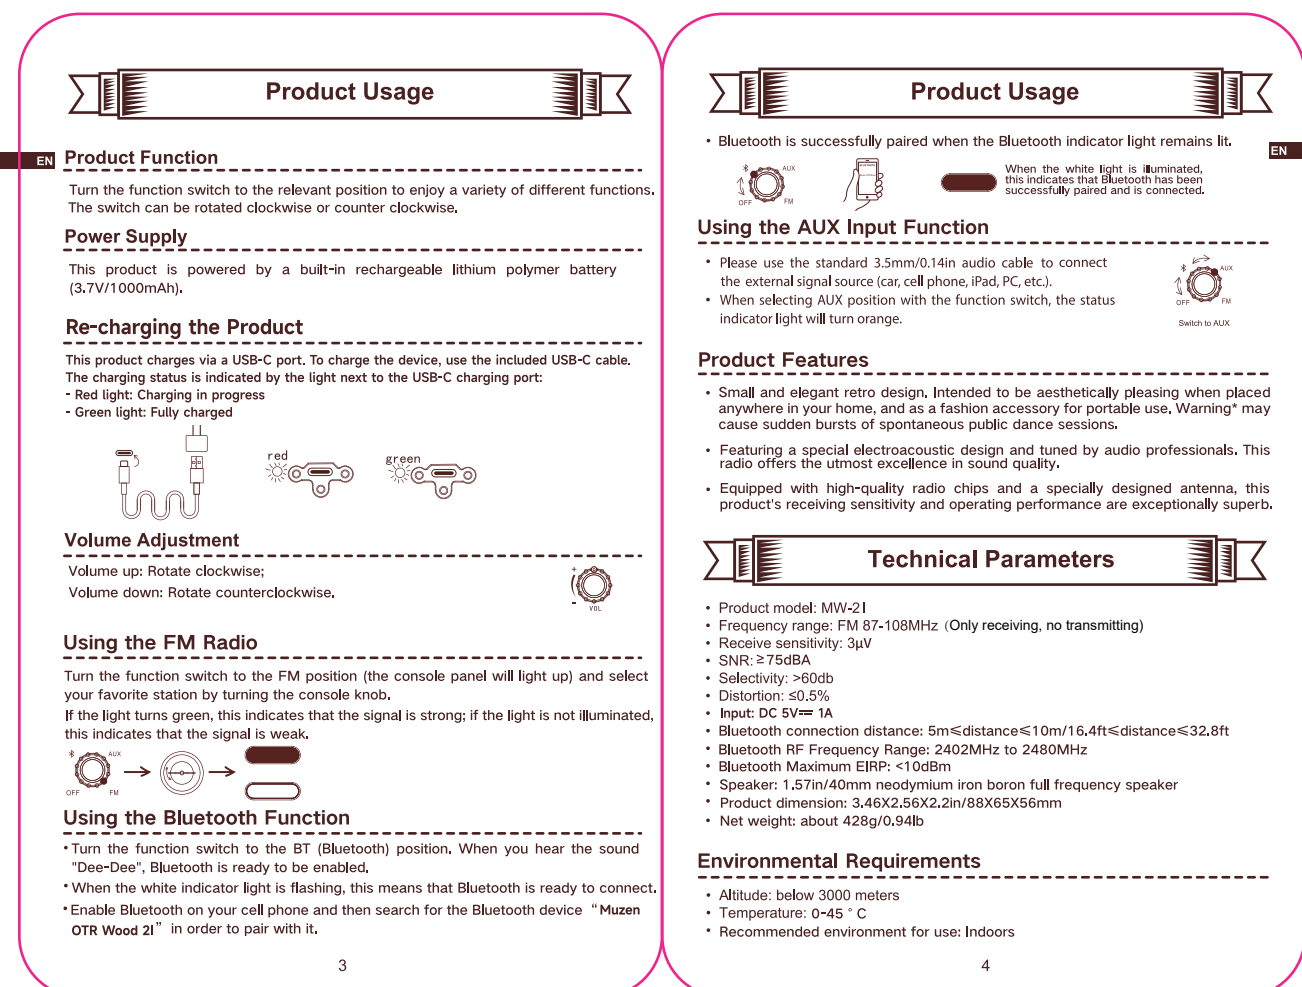 Product Usage
EN
Product Function
Turn the function switch to the relevant position to enjoy a variety of different functions.
The switch can be rotated clockwise or counter clockwise.
Power Supply
This product is powered by a built-in rechargeable lithium polymer battery
(3.7V/1000mAh).
Re-charging the Product
This product charges via a USB-C port. To charge the device, use the included USB-C cable.
The charging status is indicated by the light next to the USB-C charging port:
- Red light: Charging in progress
- Green light: Fully charged
red
green
Volume Adjustment
Volume up: Rotate clockwise;
Volume down: Rotate counterclockwise.
+
-
VOL
Using the FM Radio
Turn the function switch to the FM position (the console panel will light up) and select
your favorite station by turning the console knob.
If the light turns green, this indicates that the signal is strong; if the light is not illuminated,
this indicates that the signal is weak.
AUX
OFF
FM
Using the Bluetooth Function
• Turn the function switch to the BT (Bluetooth) position. When you hear the sound
"Dee-Dee", Bluetooth is ready to be enabled.
• When the white indicator light is flashing, this means that Bluetooth is ready to connect.
• Enable Bluetooth on your cell phone and then search for the Bluetooth device “Muzen
OTR Wood 2I” in order to pair with it.
3
Product Usage
EN
• Bluetooth is successfully paired when the Bluetooth indicator light remains lit.
AUX
OFF
FM
When the white light is illuminated,
this indicates that Bluetooth has been
successfully paired and is connected.
Using the AUX Input Function
• Please use the standard 3.5mm/0.14in audio cable to connect
the external signal source (car, cell phone, iPad, PC, etc.).
• When selecting AUX position with the function switch, the status
indicator light will turn orange.
AUX
OFF
FM
Switch to AUX
Product Features
• Small and elegant retro design. Intended to be aesthetically pleasing when placed
anywhere in your home, and as a fashion accessory for portable use. Warning* may
cause sudden bursts of spontaneous public dance sessions.
• Featuring a special electroacoustic design and tuned by audio professionals. This
radio offers the utmost excellence in sound quality.
• Equipped with high-quality radio chips and a specially designed antenna, this
product's receiving sensitivity and operating performance are exceptionally superb.
Technical Parameters
• Product model: MW-2I
• Frequency range: FM 87-108MHz (Only receiving, no transmitting)
• Receive sensitivity: 3μV
• SNR: ≥75dBA
• Selectivity: >60db
• Distortion: ≤0.5%
• Input: DC 5V⎓ 1A
• Bluetooth connection distance: 5m≤distance≤10m/16.4ft≤distance≤32.8ft
• Bluetooth RF Frequency Range: 2402MHz to 2480MHz
• Bluetooth Maximum EIRP: <10dBm
• Speaker: 1.57in/40mm neodymium iron boron full frequency speaker
• Product dimension: 3.46X2.56X2.2in/88X65X56mm
• Net weight: about 428g/0.94lb
Environmental Requirements
• Altitude: below 3000 meters
• Temperature: 0-45 ° C
• Recommended environment for use: Indoors
4